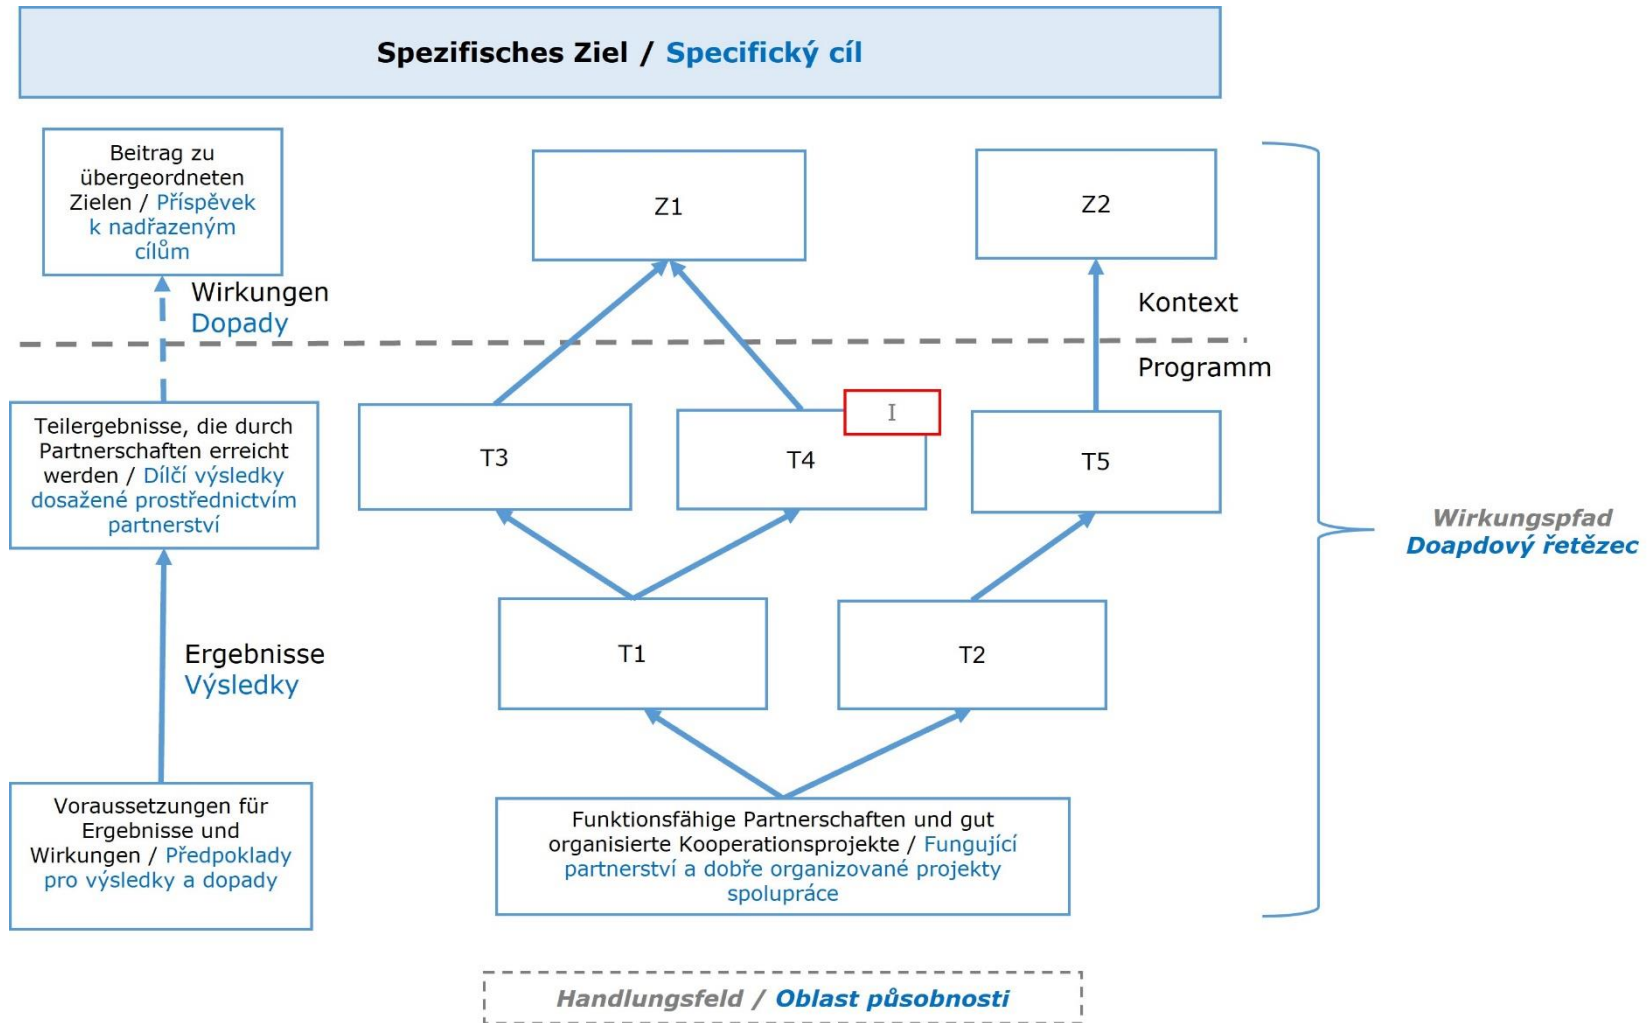 Spezifisches Ziel / Specifický cíl
Beitrag zu
übergeordneten
Zielen / Příspěvek
k nadřazeným
cílům
Z1
Z2
Wirkungen
Dopady
Kontext
Programm
Teilergebnisse, die durch
Partnerschaften erreicht
werden / Dílčí výsledky
dosažené prostřednictvím
partnerství
T3
T4
I
T5
Wirkungspfad
Doapdový řetězec
Ergebnisse
Výsledky
T1
T2
Voraussetzungen für
Ergebnisse und
Wirkungen / Předpoklady
pro výsledky a dopady
Funktionsfähige Partnerschaften und gut
organisierte Kooperationsprojekte / Fungující
partnerství a dobře organizované projekty
spolupráce
Handlungsfeld / Oblast působnosti